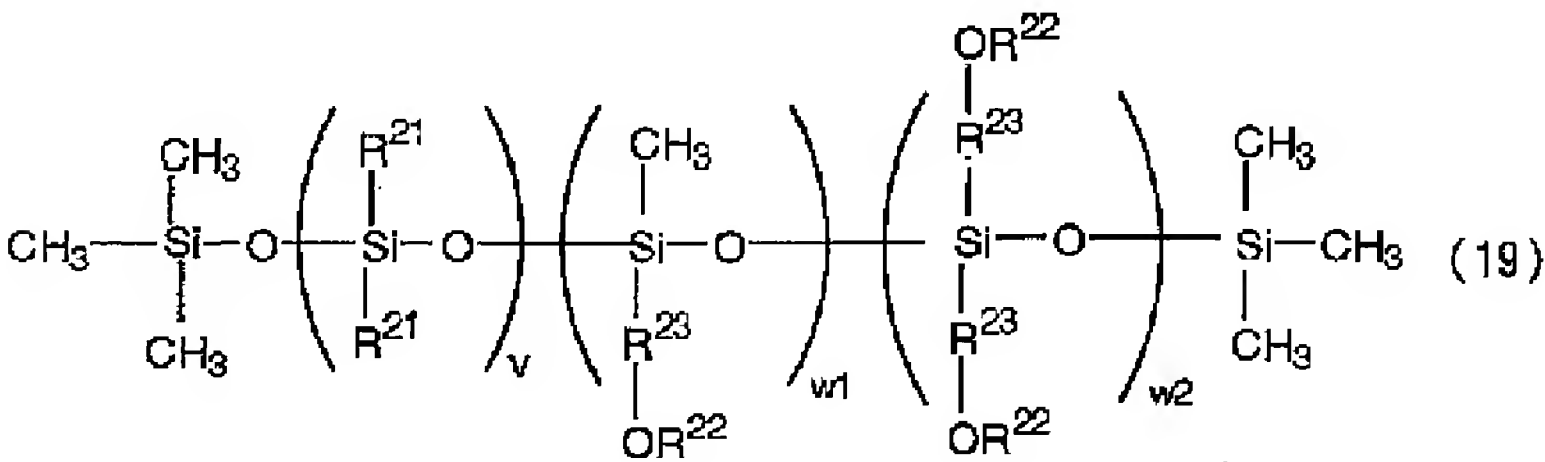 OR²²
CH₃ R²¹ CH₃ R²³ CH₃
CH₃—Si—O—(Si—O)v—(Si—O)w1—(Si—O)w2—Si—CH₃ (19)
CH₃ R²¹ R²³ R²³ CH₃
OR²² OR²²